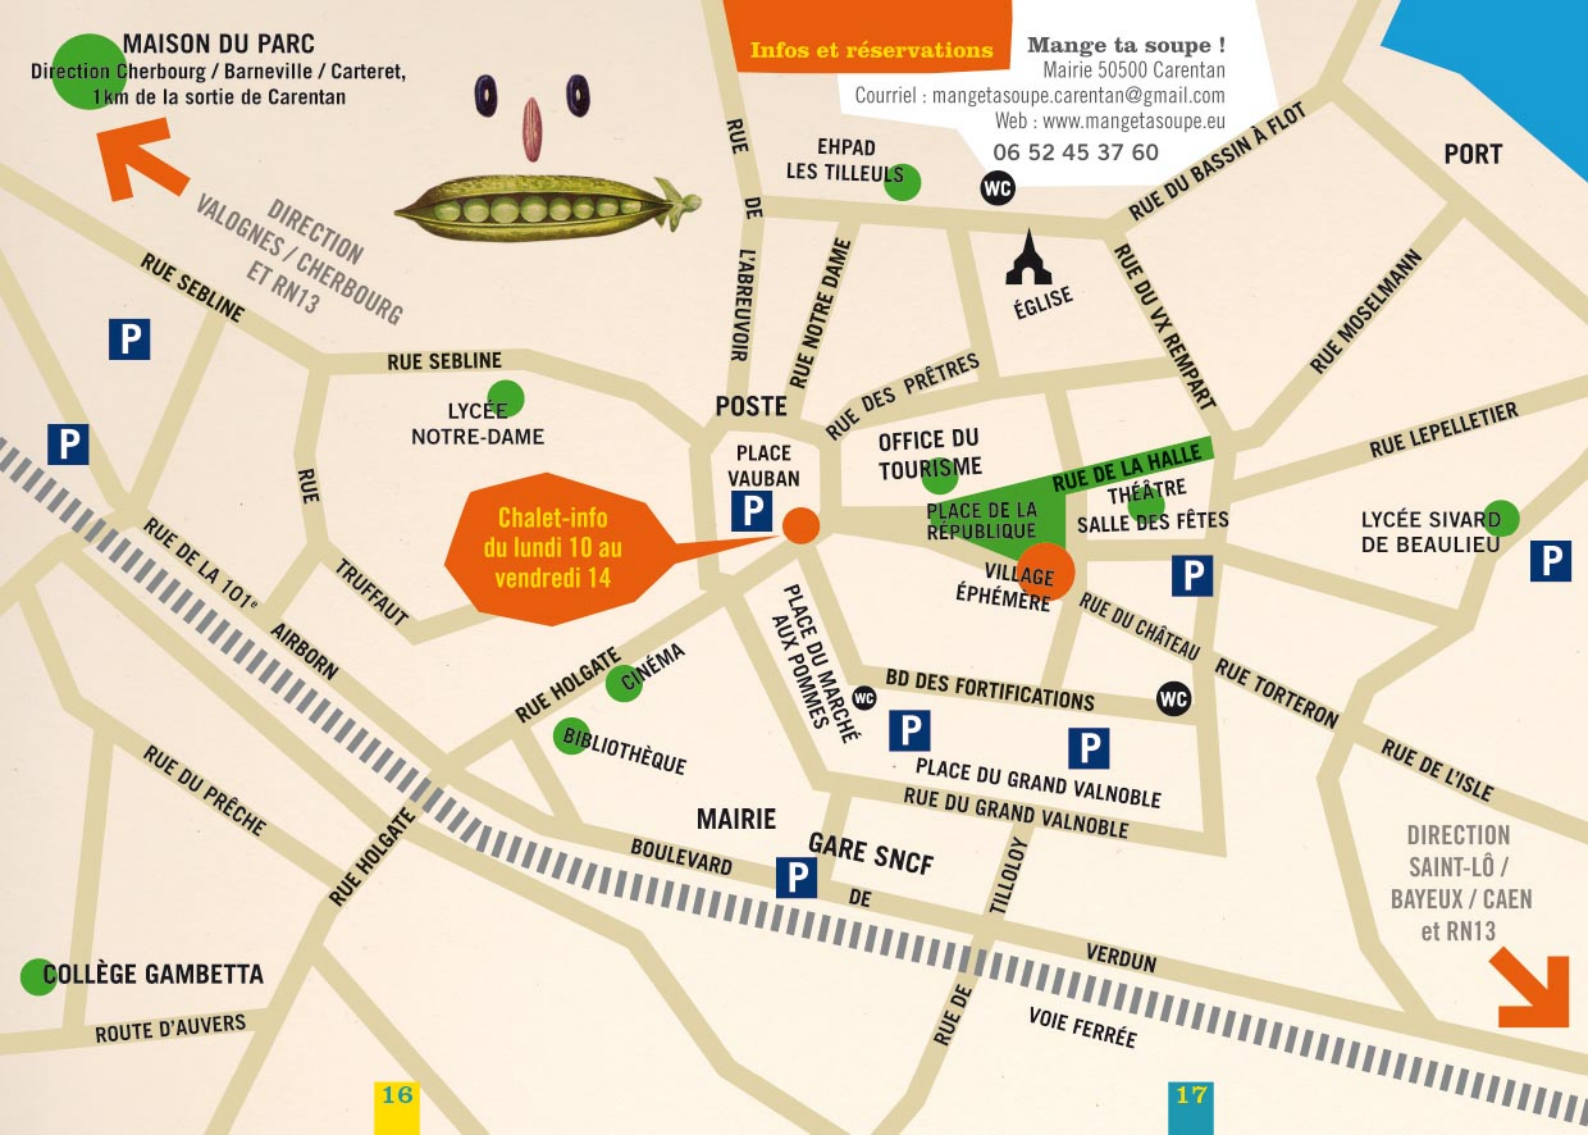 MAISON DU PARC
Direction Cherbourg / Barneville / Carteret,
1km de la sortie de Carentan
DIRECTION
VALOGNES / CHERBOURG
ET RN13
Infos et réservations
Mange ta soupe !
Mairie 50500 Carentan
Courriel : mangetasoupe.carentan@gmail.com
Web : www.mangetasoupe.eu
06 52 45 37 60
EHPAD
LES TILLEULS
WC
RUE DU BASSIN À FLOT
PORT
RUE SEBLINE
P
RUE SEBLINE
RUE DE L'ABREUVOIR
RUE NOTRE DAME
ÉGLISE
RUE DU VX REMPART
RUE MOSELMANN
P
LYCÉE
NOTRE-DAME
POSTE
RUE DES PRÊTRES
PLACE
VAUBAN
P
OFFICE DU
TOURISME
RUE DE LA HALLE
THÉÂTRE
SALLE DES FÊTES
PLACE DE LA
RÉPUBLIQUE
RUE LEPELLETIER
LYCÉE SIVARD
DE BEAULIEU
P
P
Chalet-info
du lundi 10 au
vendredi 14
VILLAGE
ÉPHÉMÈRE
RUE
TRUFFAUT
RUE DE LA 101e
AIRBORN
RUE HOLGATE
CINÉMA
BIBLIOTHÈQUE
PLACE DU MARCHÉ
AUX POMMES
WC
RUE DU CHÂTEAU
RUE TORTERON
RUE DE L'ISLE
BD DES FORTIFICATIONS
WC
P
P
PLACE DU GRAND VALNOBLE
RUE DU GRAND VALNOBLE
RUE DU PRÊCHE
RUE HOLGATE
MAIRIE
GARE SNCF
P
BOULEVARD
DE
VERDUN
RUE DE
TILLOLOY
VOIE FERRÉE
DIRECTION
SAINT-LÔ /
BAYEUX / CAEN
et RN13
COLLÈGE GAMBETTA
ROUTE D'AUVERS
16
17